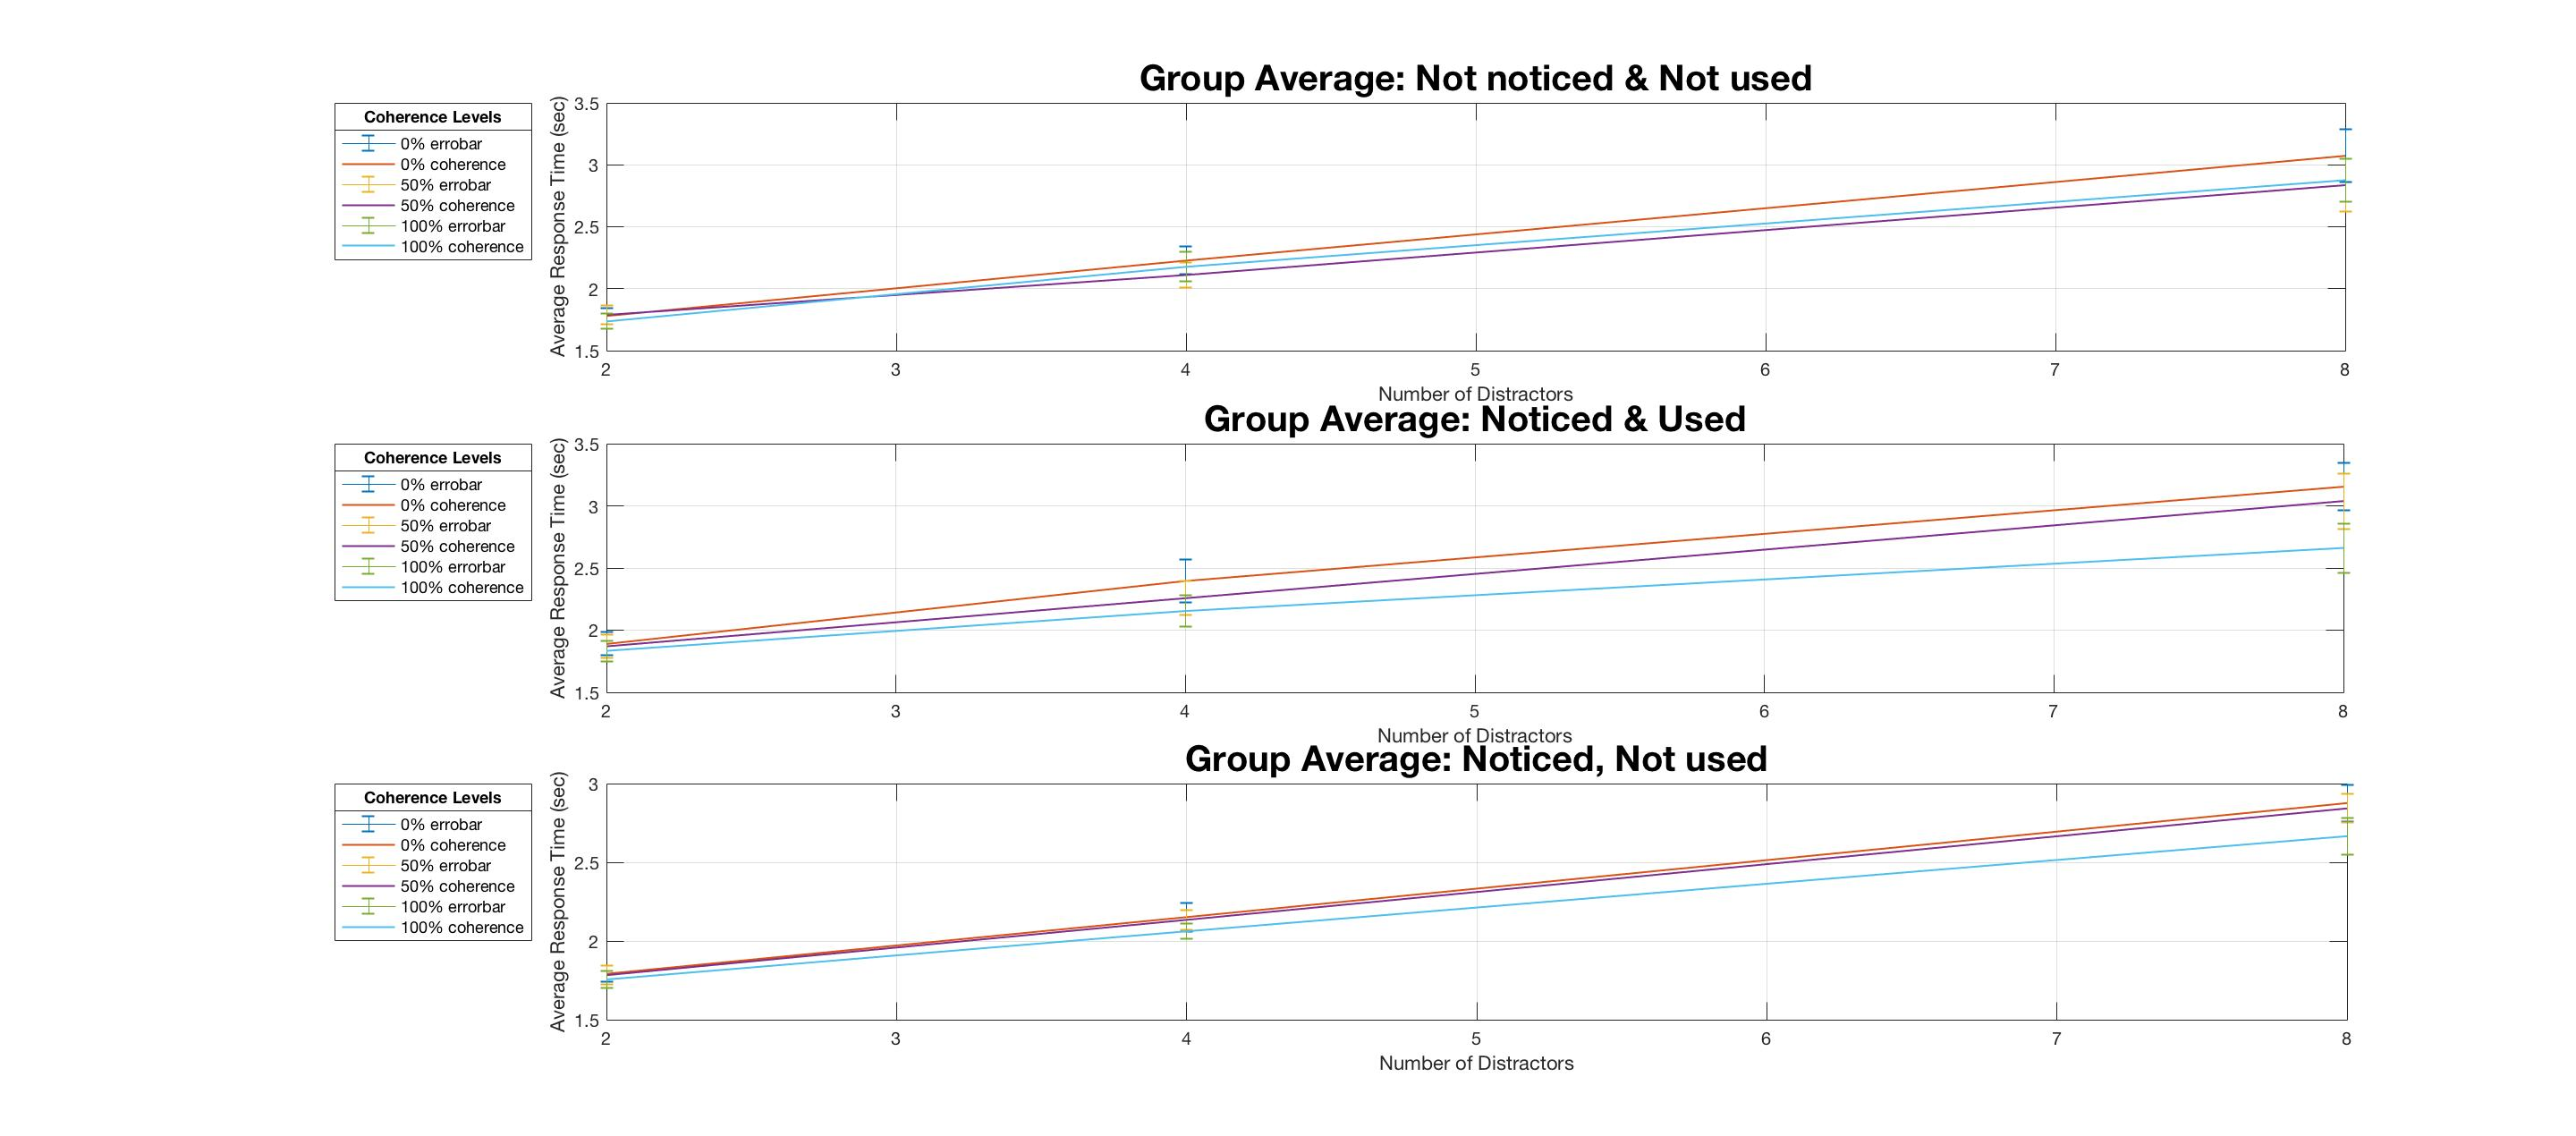 Group Average: Not noticed & Not used
Coherence Levels
0% errobar
0% coherence
50% errobar
50% coherence
100% errorbar
100% coherence
Average Response Time (sec)
3.5
3
2.5
2
1.5
2 3 4 5 6 7 8
Number of Distractors
Group Average: Noticed & Used
Coherence Levels
0% errobar
0% coherence
50% errobar
50% coherence
100% errorbar
100% coherence
Average Response Time (sec)
3.5
3
2.5
2
1.5
2 3 4 5 6 7 8
Number of Distractors
Group Average: Noticed, Not used
Coherence Levels
0% errobar
0% coherence
50% errobar
50% coherence
100% errorbar
100% coherence
Average Response Time (sec)
3
2.5
2
1.5
2 3 4 5 6 7 8
Number of Distractors